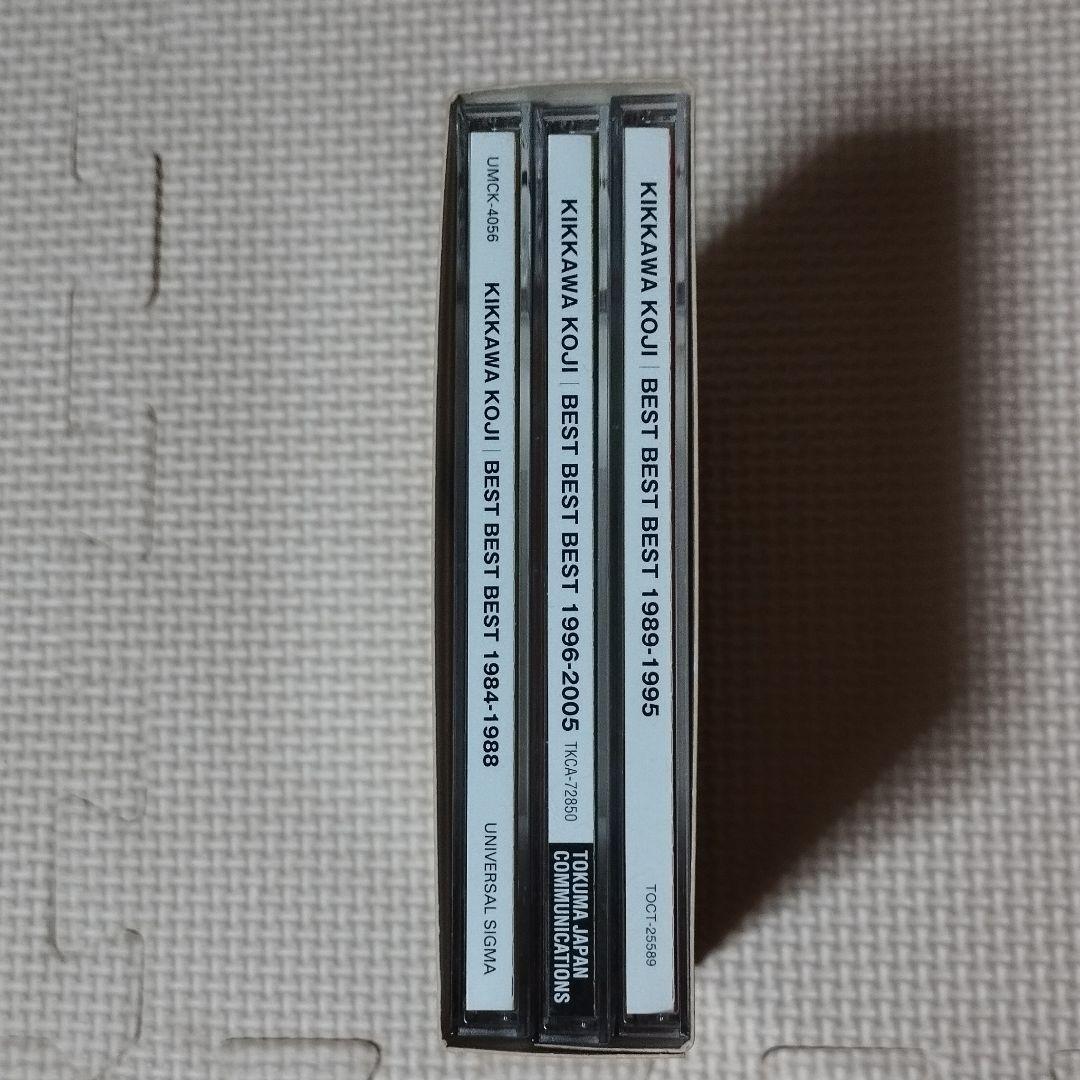 UMCK-4056 KIKKAWA KOJI | BEST BEST BEST 1984-1988 UNIVERSAL SIGMA
KIKKAWA KOJI | BEST BEST BEST 1996-2005 TKCA-72850
TOKUMA JAPAN
COMMUNICATIONS
KIKKAWA KOJI | BEST BEST BEST 1989-1995 TOCT-25589